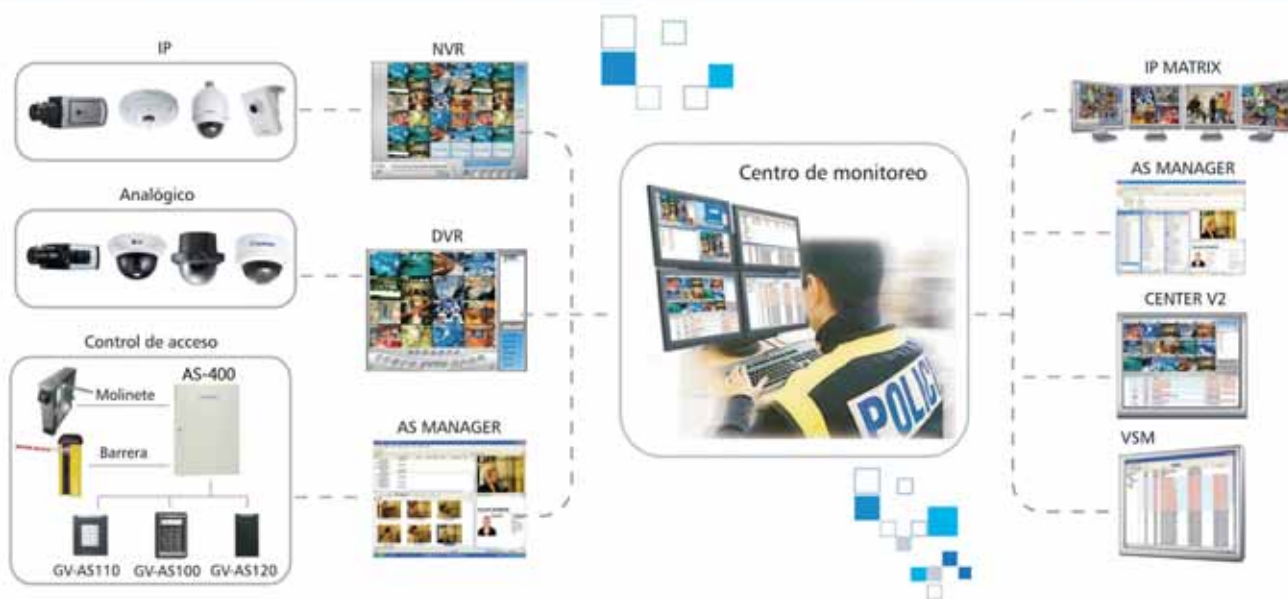 IP
Analógico
Control de acceso
Molinete
AS-400
Barrera
GV-AS110
GV-AS100
GV-AS120
NVR
DVR
AS MANAGER
Centro de monitoreo
IP MATRIX
AS MANAGER
CENTER V2
VSM